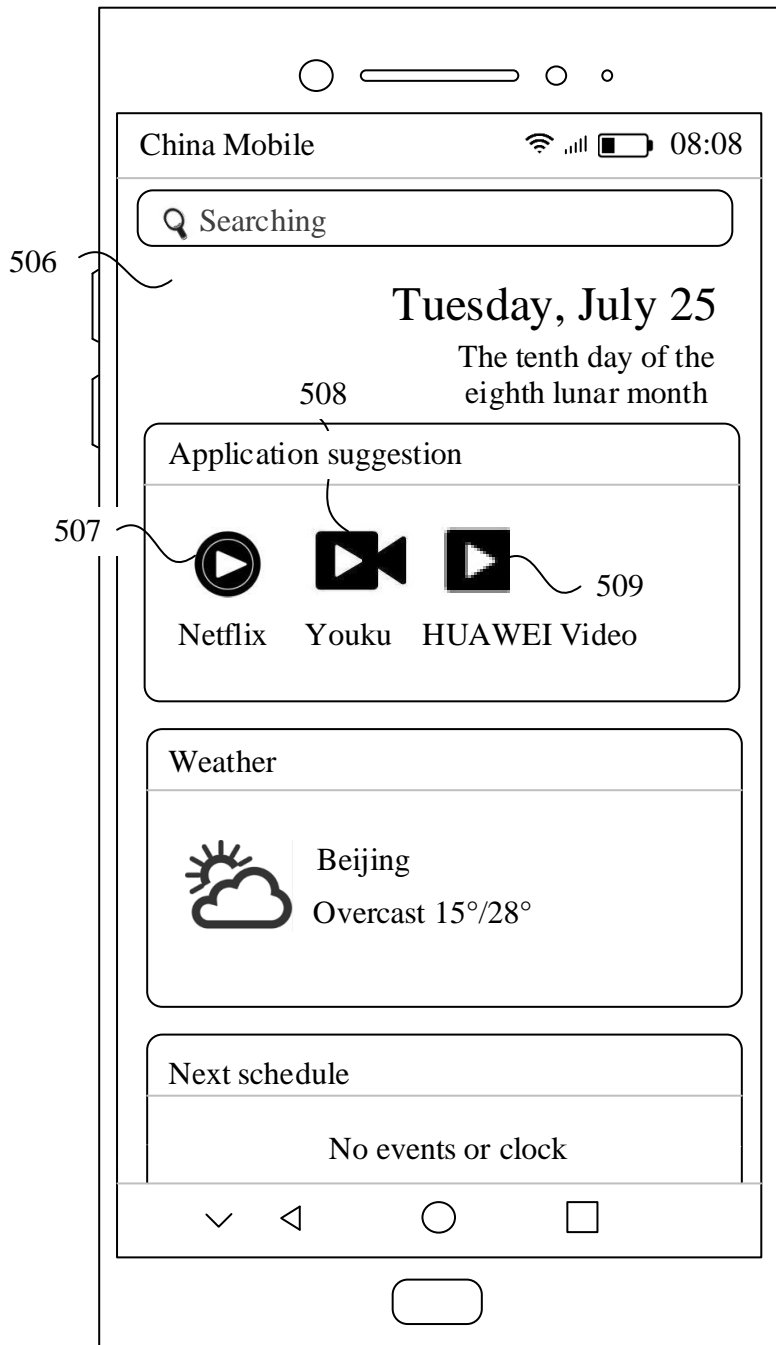 China Mobile 08:08
Searching
506
Tuesday, July 25
The tenth day of the
eighth lunar month
508
Application suggestion
507
509
Netflix Youku HUAWEI Video
Weather
Beijing
Overcast 15°/28°
Next schedule
No events or clock